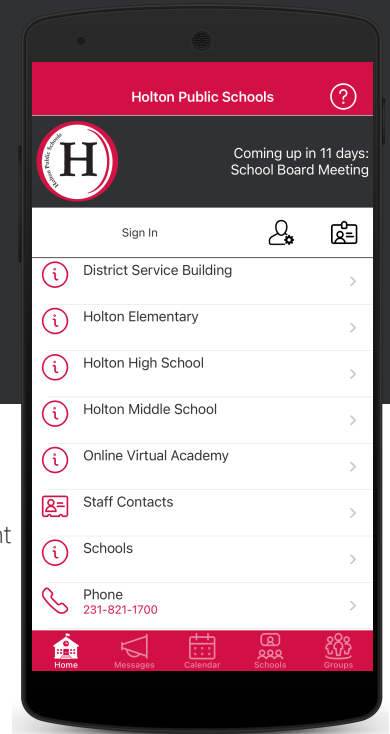 Holton Public Schools
?
Holton Public Schools
H
Coming up in 11 days:
School Board Meeting
Sign In
District Service Building
Holton Elementary
Holton High School
Holton Middle School
Online Virtual Academy
Staff Contacts
nt
Schools
Phone
231-821-1700
Home Messages Calendar Schools Groups